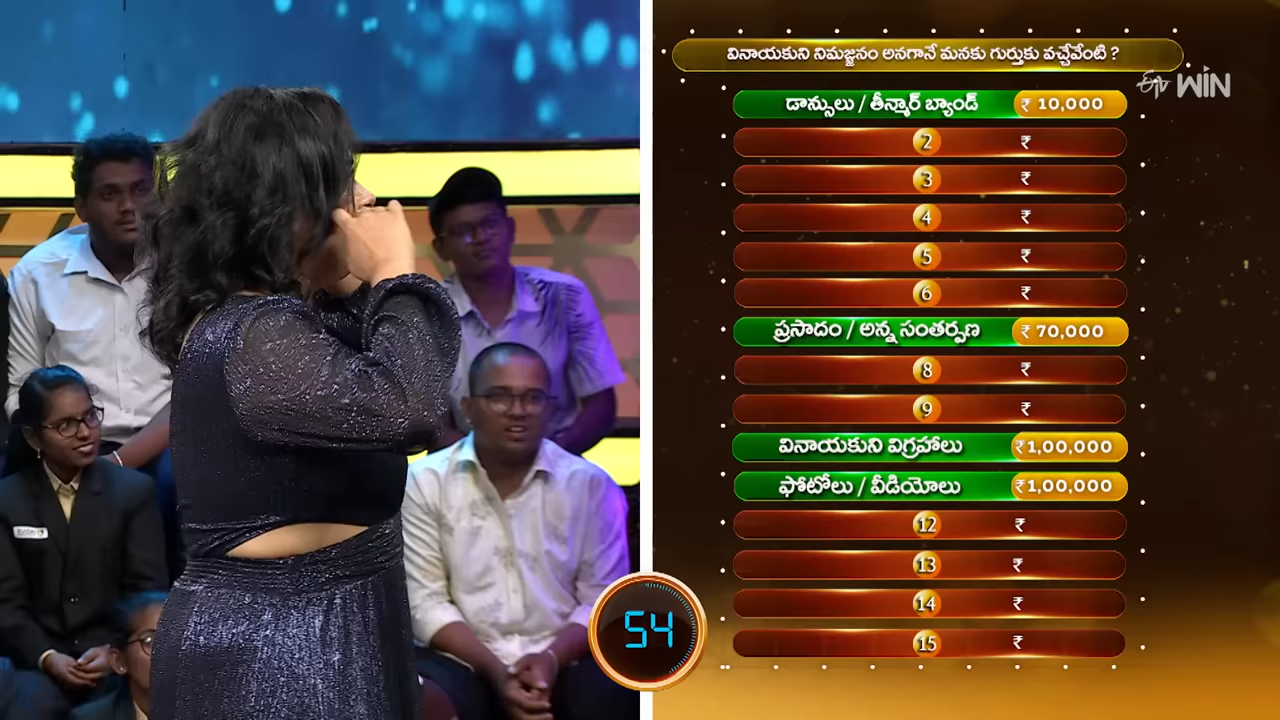 వినాయకుని నిమజ్జనం అనగానే మనకు గుర్తుకు వచ్చేవేంటి ?
ఈటీవీ WIN
డాన్సులు / తీన్మార్ బ్యాండ్ ₹ 10,000
2 ₹
3 ₹
4 ₹
5 ₹
6 ₹
ప్రసాదం / అన్న సంతర్పణ ₹ 70,000
8 ₹
9 ₹
వినాయకుని విగ్రహాలు ₹1,00,000
ఫోటోలు / వీడియోలు ₹1,00,000
12 ₹
13 ₹
14 ₹
15 ₹
54